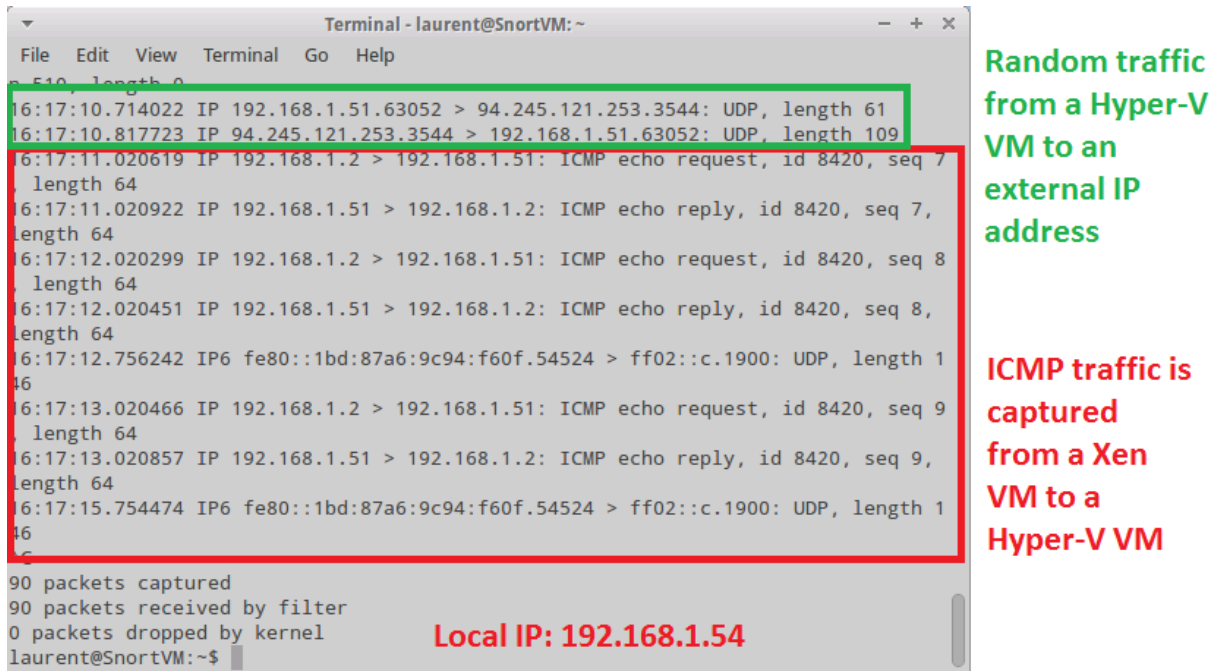 Terminal - laurent@SnortVM: ~
File Edit View Terminal Go Help
n 510, length 0
16:17:10.714022 IP 192.168.1.51.63052 > 94.245.121.253.3544: UDP, length 61
16:17:10.817723 IP 94.245.121.253.3544 > 192.168.1.51.63052: UDP, length 109
16:17:11.020619 IP 192.168.1.2 > 192.168.1.51: ICMP echo request, id 8420, seq 7
, length 64
16:17:11.020922 IP 192.168.1.51 > 192.168.1.2: ICMP echo reply, id 8420, seq 7,
length 64
16:17:12.020299 IP 192.168.1.2 > 192.168.1.51: ICMP echo request, id 8420, seq 8
, length 64
16:17:12.020451 IP 192.168.1.51 > 192.168.1.2: ICMP echo reply, id 8420, seq 8,
length 64
16:17:12.756242 IP6 fe80::1bd:87a6:9c94:f60f.54524 > ff02::c.1900: UDP, length 1
46
16:17:13.020466 IP 192.168.1.2 > 192.168.1.51: ICMP echo request, id 8420, seq 9
, length 64
16:17:13.020857 IP 192.168.1.51 > 192.168.1.2: ICMP echo reply, id 8420, seq 9,
length 64
16:17:15.754474 IP6 fe80::1bd:87a6:9c94:f60f.54524 > ff02::c.1900: UDP, length 1
46
90 packets captured
90 packets received by filter
0 packets dropped by kernel
laurent@SnortVM:~$
Local IP: 192.168.1.54
Random traffic
from a Hyper-V
VM to an
external IP
address
ICMP traffic is
captured
from a Xen
VM to a
Hyper-V VM